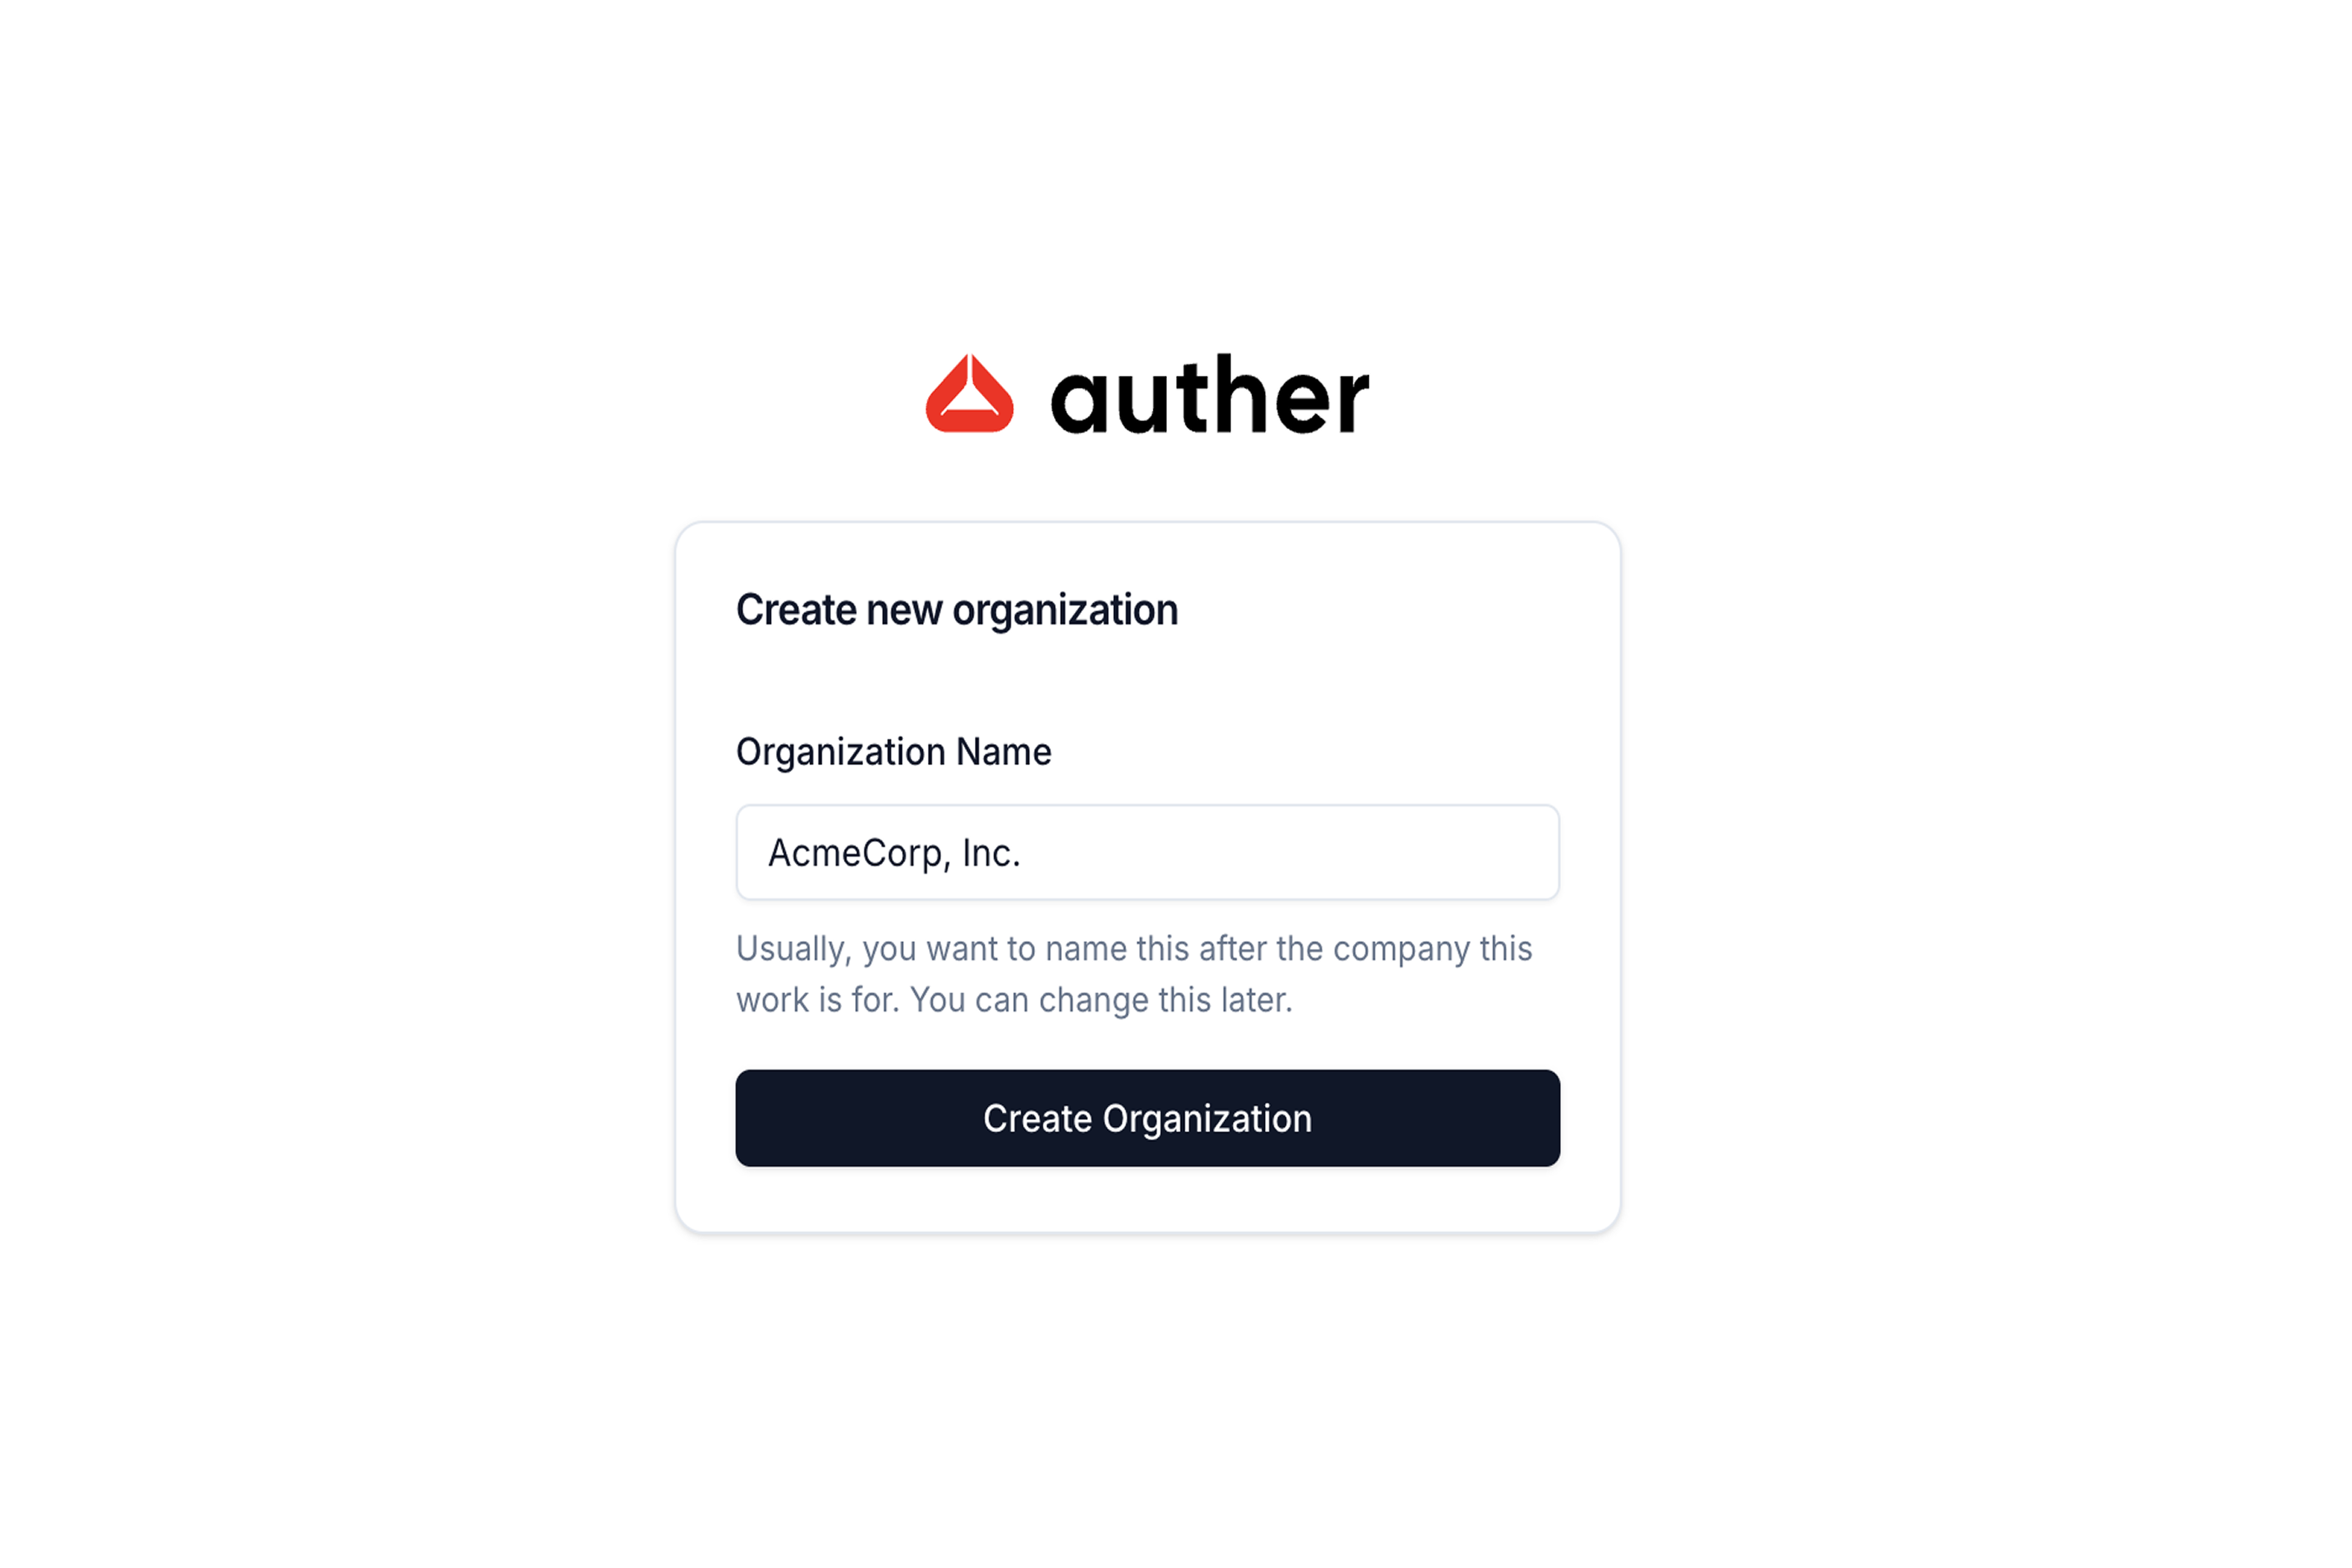 auther
Create new organization
Organization Name
AcmeCorp, Inc.
Usually, you want to name this after the company this
work is for. You can change this later.
Create Organization